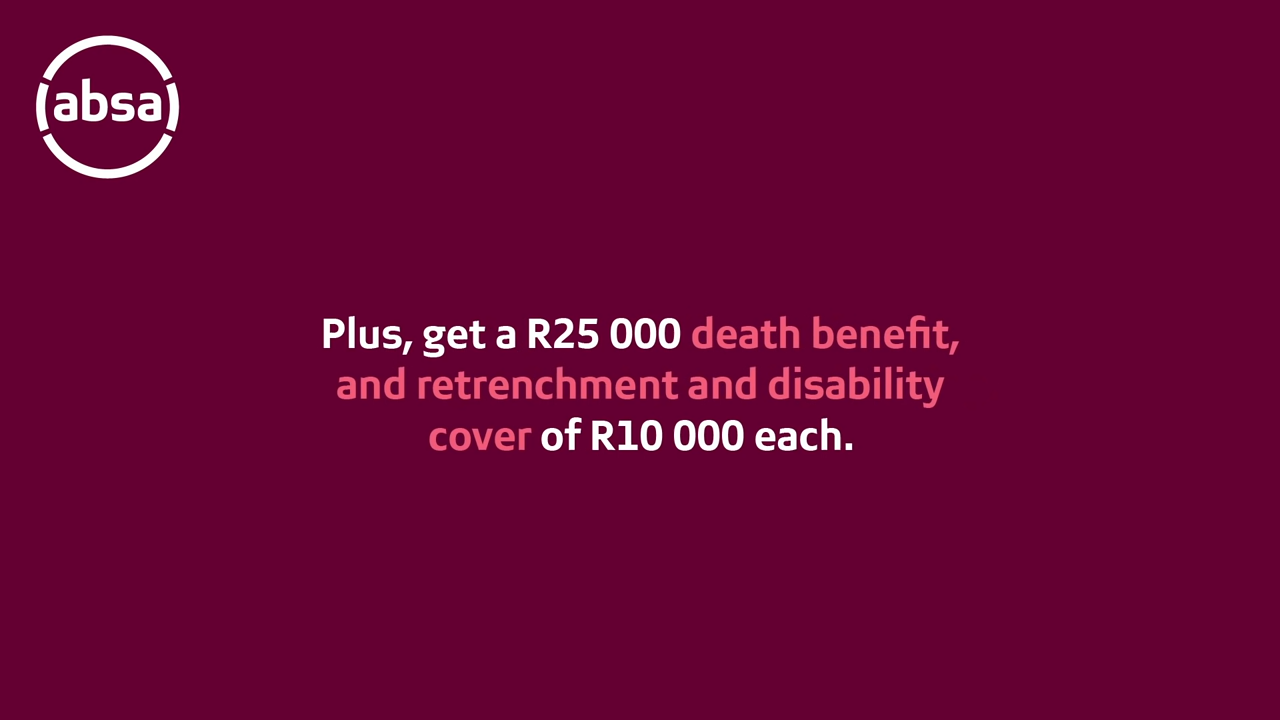 absa
Plus, get a R25 000 death benefit,
and retrenchment and disability
cover of R10 000 each.